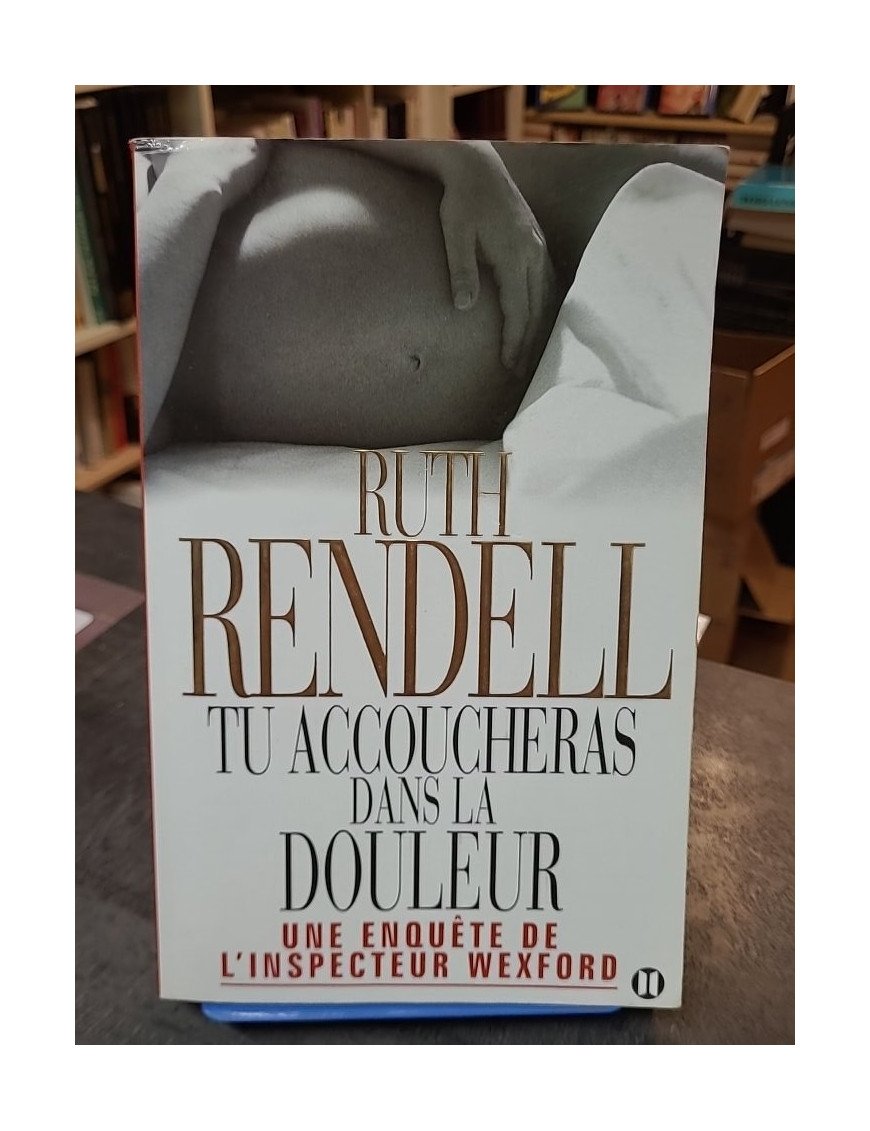 RUTH
RENDELL
TU ACCOUCHERAS
DANS LA
DOULEUR
UNE ENQUÊTE DE
L'INSPECTEUR WEXFORD